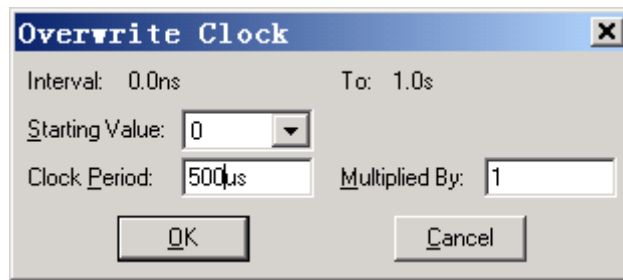 Overwrite Clock
Interval: 0.0ns To: 1.0s
Starting Value: 0
Clock Period: 500us Multiplied By: 1
OK Cancel